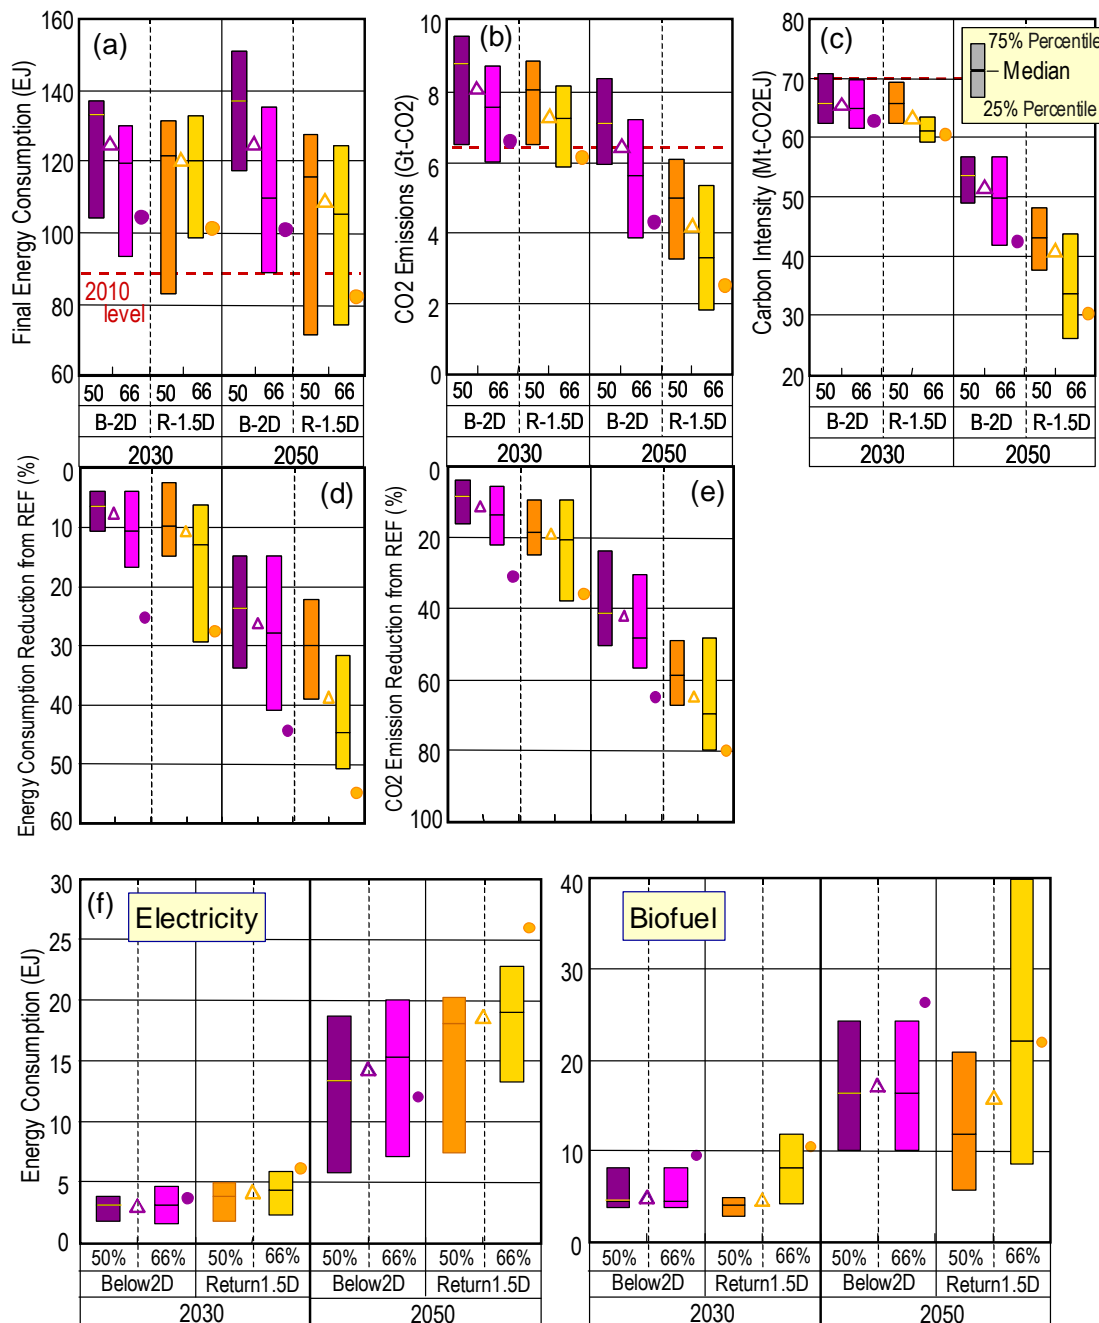 (a)
Final Energy Consumption (EJ)
160
140
120
100
80
60
2010
level
50 66 50 66 50 66 50 66
B-2D R-1.5D B-2D R-1.5D
2030 2050
(b)
CO2 Emissions (Gt-CO2)
10
8
6
4
2
0
50 66 50 66 50 66 50 66
B-2D R-1.5D B-2D R-1.5D
2030 2050
(c)
75% Percentile
Median
25% Percentile
Carbon Intensity (Mt-CO2EJ)
80
70
60
50
40
30
20
50 66 50 66 50 66 50 66
B-2D R-1.5D B-2D R-1.5D
2030 2050
(d)
Energy Consumption Reduction from REF (%)
0
10
20
30
40
50
60
(e)
CO2 Emission Reduction from REF (%)
0
20
40
60
80
100
(f)
Electricity
Energy Consumption (EJ)
30
25
20
15
10
5
0
50% 66% 50% 66% 50% 66% 50% 66%
Below2D Return1.5D Below2D Return1.5D
2030 2050
Biofuel
40
30
20
10
0
50% 66% 50% 66% 50% 66% 50% 66%
Below2D Return1.5D Below2D Return1.5D
2030 2050